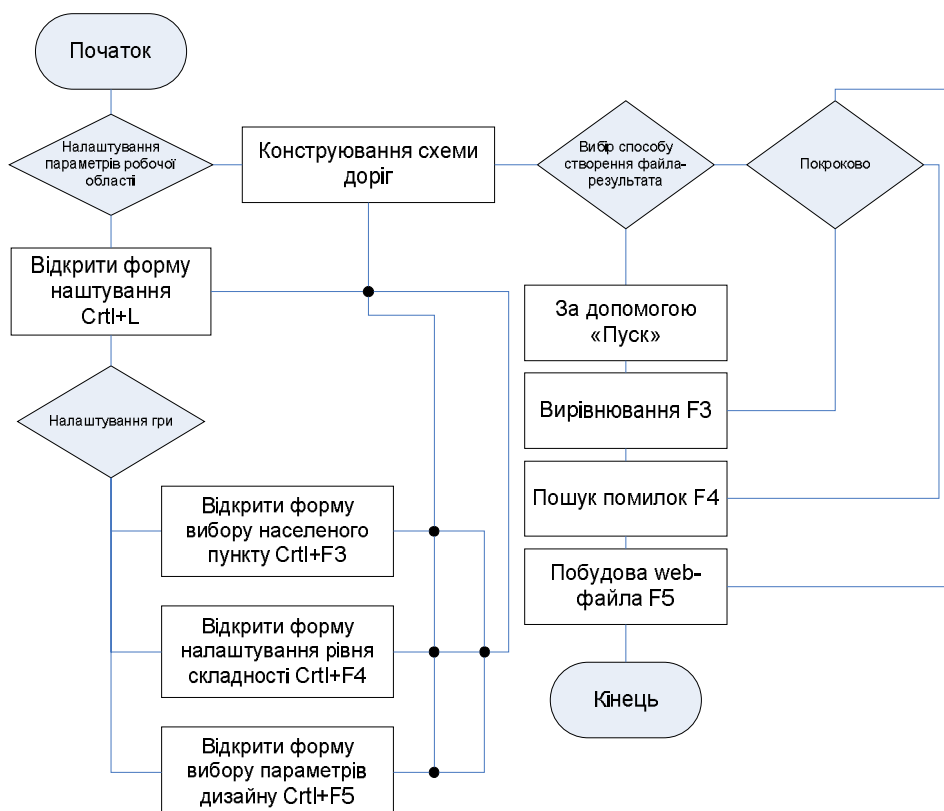 Початок
Налаштування
параметрів робочої
області
Конструювання схеми
доріг
Вибір способу
створення файла-
результата
Покроково
Відкрити форму
наштування
Crtl+L
За допомогою
«Пуск»
Вирівнювання F3
Налаштування гри
Пошук помилок F4
Відкрити форму
вибору населеного
пункту Crtl+F3
Побудова web-
файла F5
Відкрити форму
налаштування рівня
складності Crtl+F4
Кінець
Відкрити форму
вибору параметрів
дизайну Crtl+F5